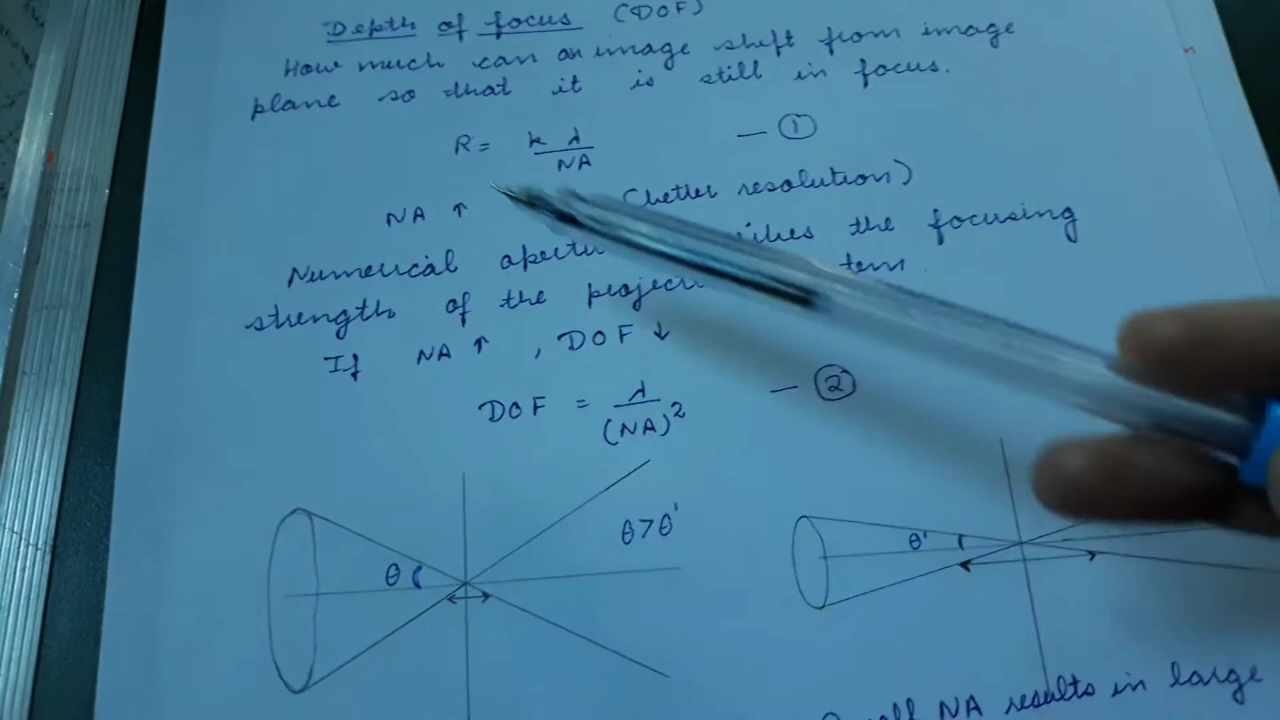 Depth of focus (DOF)
How much can an image shift from image
plane so that it is still in focus.
R = kλ/NA — ①
NA ↑ (better resolution)
Numerical the focusing
strength of the
If NA ↑ , DOF ↓
DOF = λ/(NA)² — ②
θ
θ > θ'
θ'
NA results in large